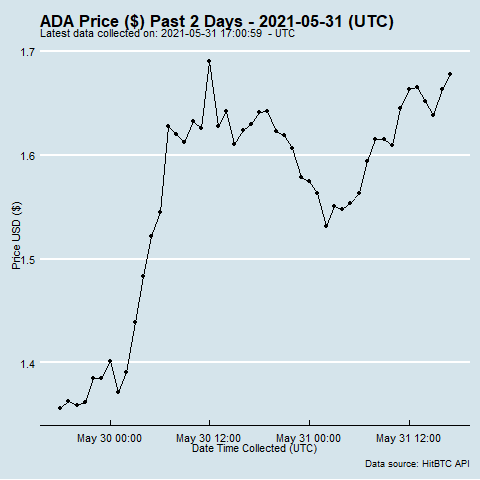 ADA Price ($) Past 2 Days - 2021-05-31 (UTC)
Latest data collected on: 2021-05-31 17:00:59 - UTC
1.7
1.6
1.5
1.4
Price USD ($)
May 30 00:00 May 30 12:00 May 31 00:00 May 31 12:00
Date Time Collected (UTC)
Data source: HitBTC API